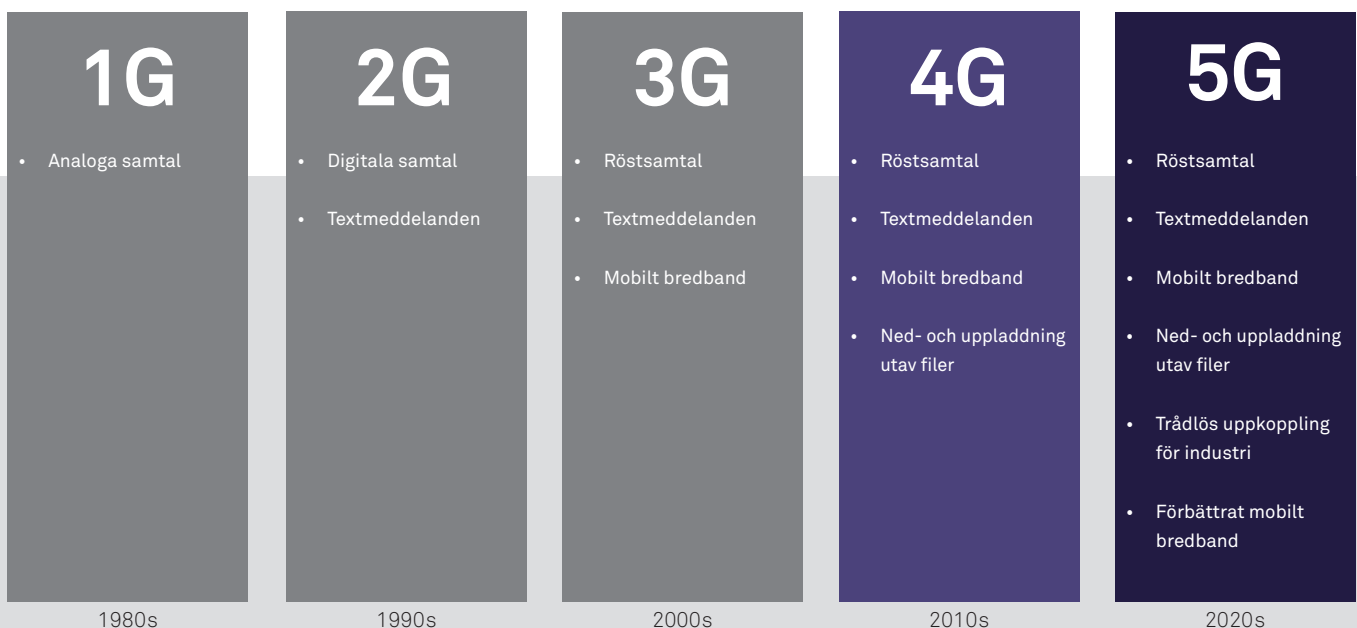 1G
• Analoga samtal
1980s
2G
• Digitala samtal
• Textmeddelanden
1990s
3G
• Röstsamtal
• Textmeddelanden
• Mobilt bredband
2000s
4G
• Röstsamtal
• Textmeddelanden
• Mobilt bredband
• Ned- och uppladdning
utav filer
2010s
5G
• Röstsamtal
• Textmeddelanden
• Mobilt bredband
• Ned- och uppladdning
utav filer
• Trådlös uppkoppling
för industri
• Förbättrat mobilt
bredband
2020s